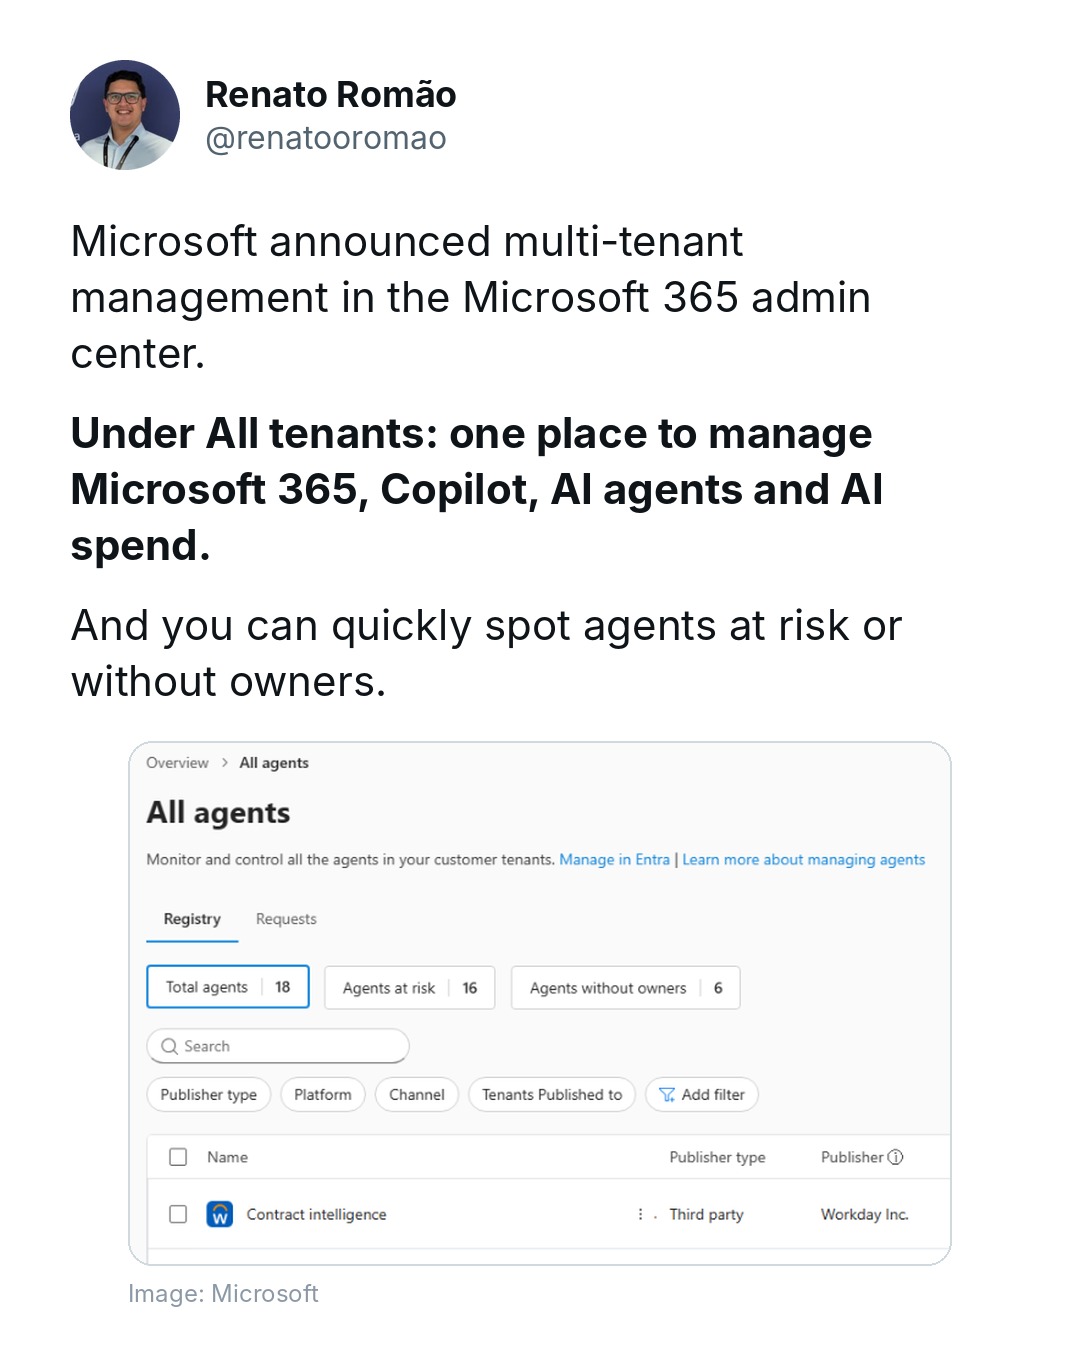 Renato Romão
@renatooromao
Microsoft announced multi-tenant
management in the Microsoft 365 admin
center.
Under All tenants: one place to manage
Microsoft 365, Copilot, AI agents and AI
spend.
And you can quickly spot agents at risk or
without owners.
Overview > All agents
All agents
Monitor and control all the agents in your customer tenants. Manage in Entra | Learn more about managing agents
Registry Requests
Total agents | 18 Agents at risk | 16 Agents without owners | 6
Search
Publisher type Platform Channel Tenants Published to Add filter
Name Publisher type Publisher
Contract intelligence Third party Workday Inc.
Image: Microsoft